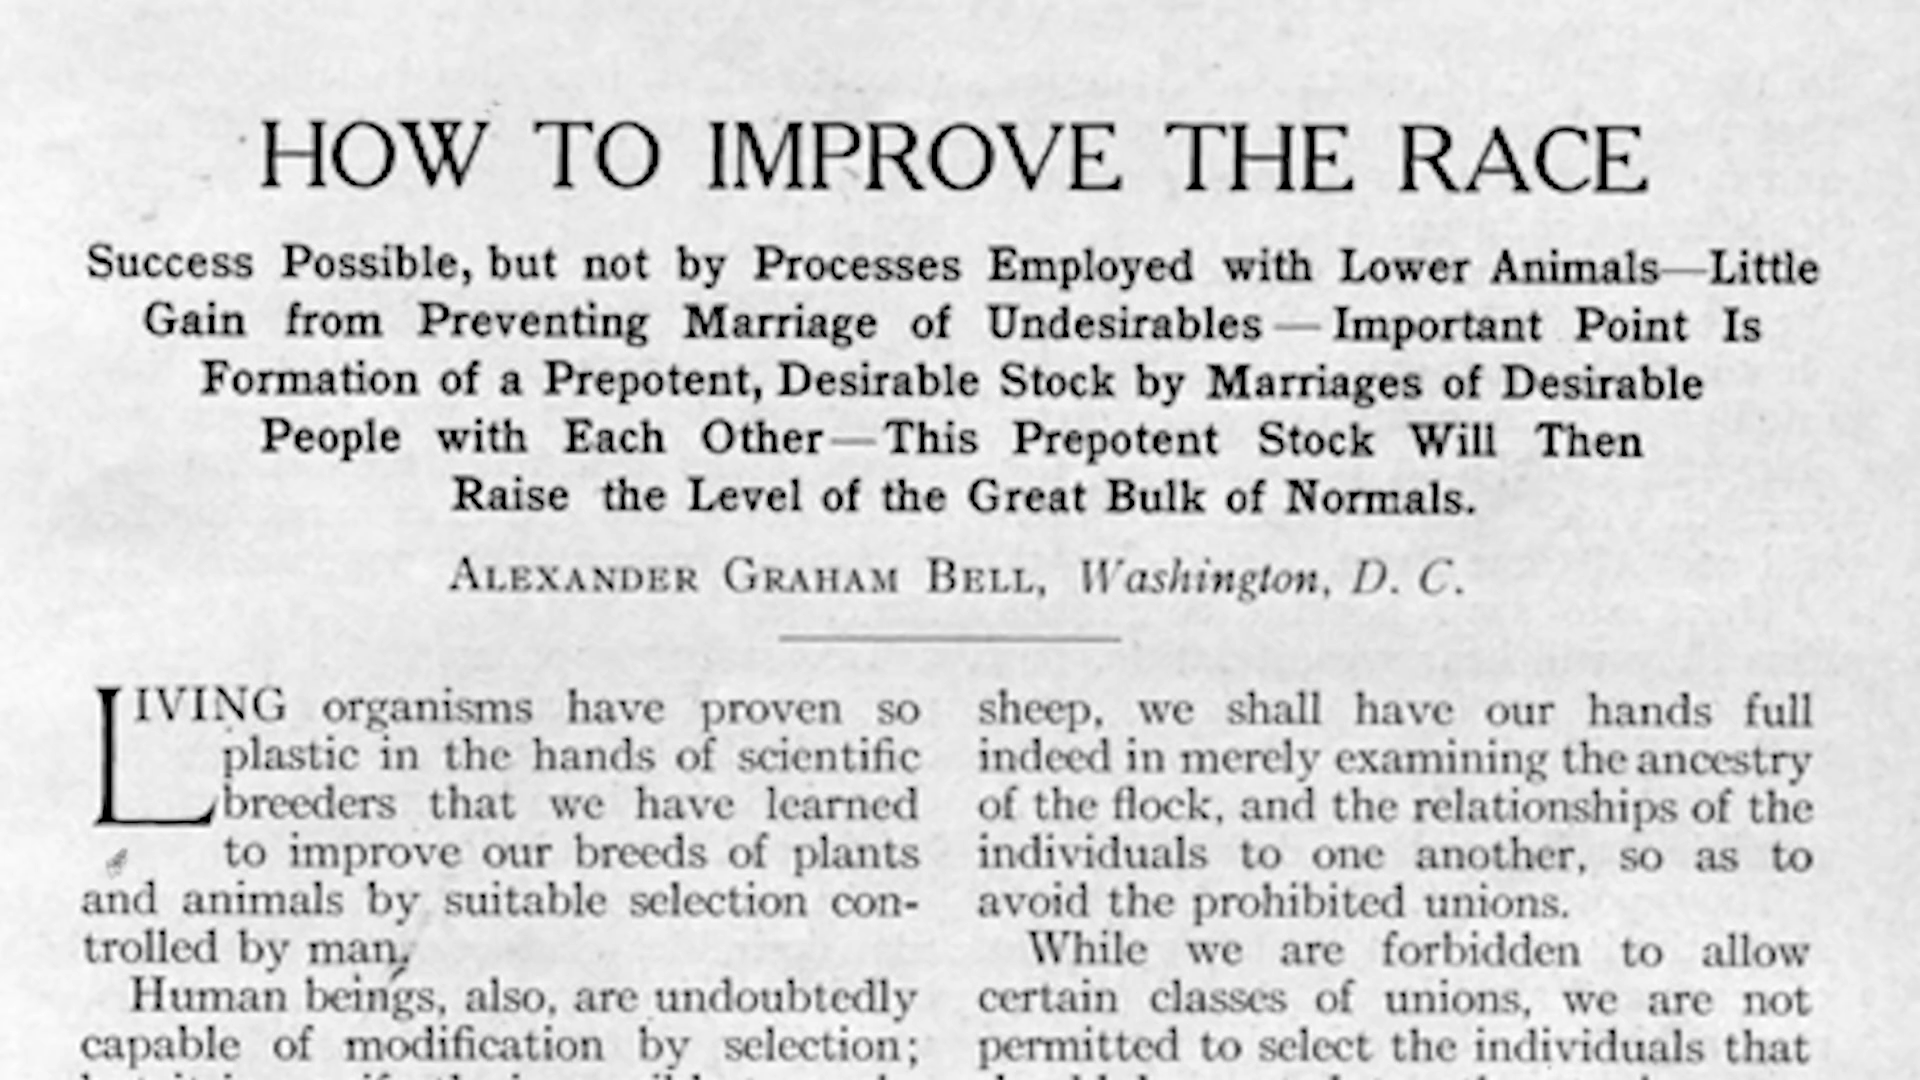 HOW TO IMPROVE THE RACE
Success Possible, but not by Processes Employed with Lower Animals—Little
Gain from Preventing Marriage of Undesirables — Important Point Is
Formation of a Prepotent, Desirable Stock by Marriages of Desirable
People with Each Other—This Prepotent Stock Will Then
Raise the Level of the Great Bulk of Normals.
ALEXANDER GRAHAM BELL, Washington, D. C.
LIVING organisms have proven so
plastic in the hands of scientific
breeders that we have learned
to improve our breeds of plants
and animals by suitable selection con-
trolled by man.
Human beings, also, are undoubtedly
capable of modification by selection;
sheep, we shall have our hands full
indeed in merely examining the ancestry
of the flock, and the relationships of the
individuals to one another, so as to
avoid the prohibited unions.
While we are forbidden to allow
certain classes of unions, we are not
permitted to select the individuals that